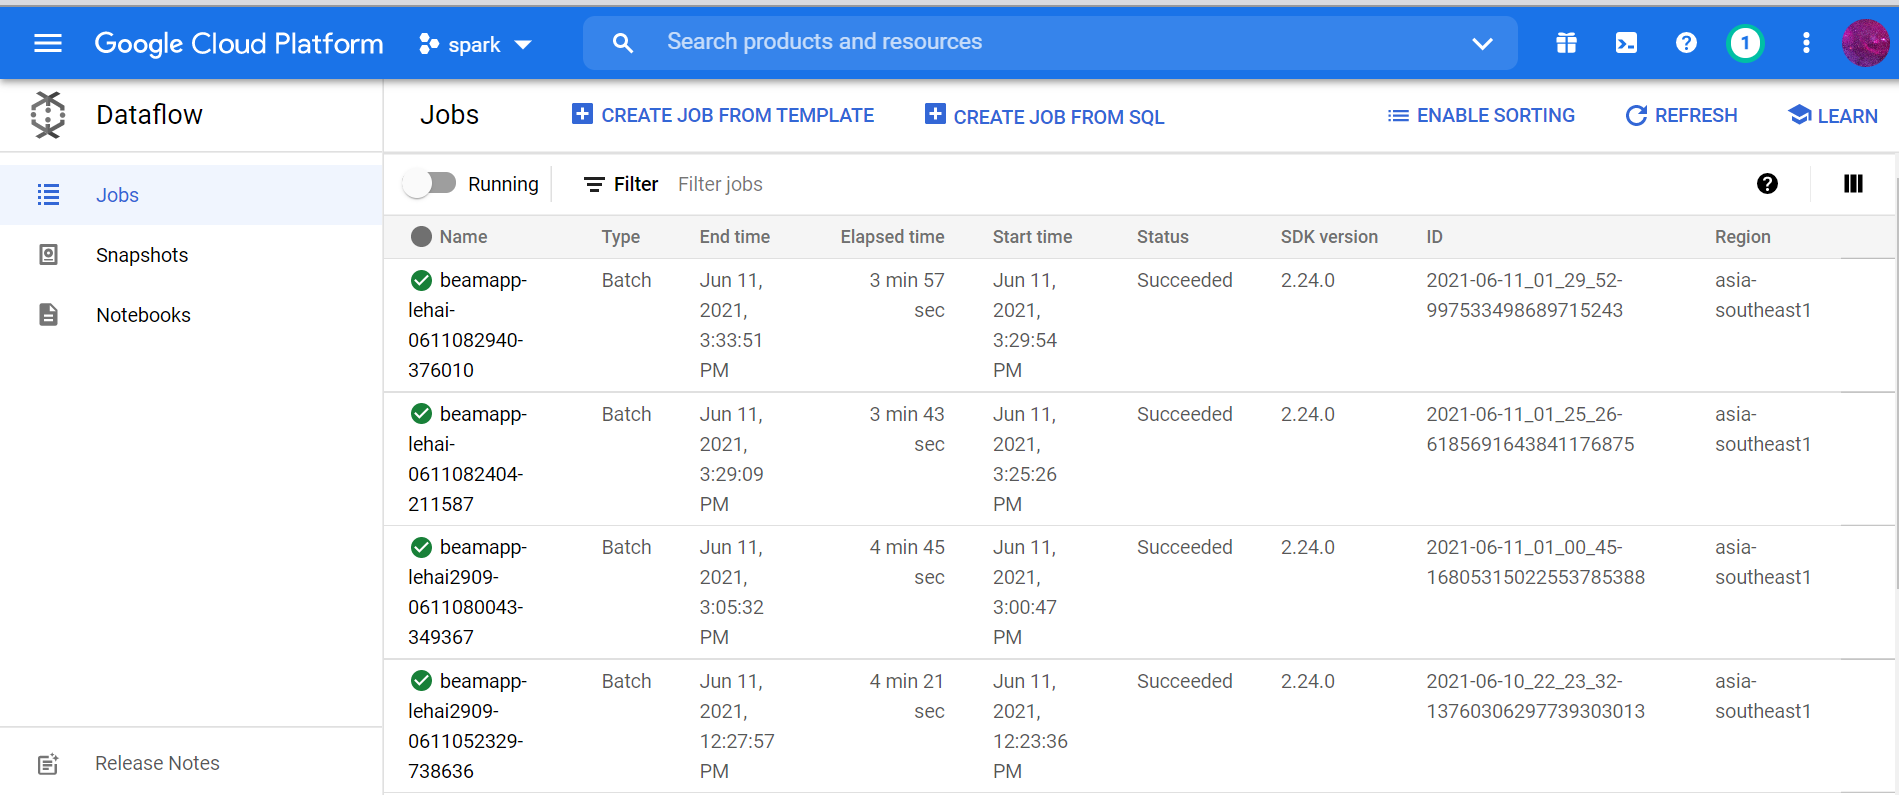 Google Cloud Platform spark Search products and resources 1
Dataflow
Jobs CREATE JOB FROM TEMPLATE CREATE JOB FROM SQL ENABLE SORTING REFRESH LEARN
Jobs
Snapshots
Notebooks
Release Notes
Running Filter Filter jobs
Name Type End time Elapsed time Start time Status SDK version ID Region
beamapp- Batch Jun 11, 3 min 57 Jun 11, Succeeded 2.24.0 2021-06-11_01_29_52- asia-
lehai- 2021, sec 2021, 997533498689715243 southeast1
0611082940- 3:33:51 3:29:54
376010 PM PM
beamapp- Batch Jun 11, 3 min 43 Jun 11, Succeeded 2.24.0 2021-06-11_01_25_26- asia-
lehai- 2021, sec 2021, 6185691643841176875 southeast1
0611082404- 3:29:09 3:25:26
211587 PM PM
beamapp- Batch Jun 11, 4 min 45 Jun 11, Succeeded 2.24.0 2021-06-11_01_00_45- asia-
lehai2909- 2021, sec 2021, 16805315022553785388 southeast1
0611080043- 3:05:32 3:00:47
349367 PM PM
beamapp- Batch Jun 11, 4 min 21 Jun 11, Succeeded 2.24.0 2021-06-10_22_23_32- asia-
lehai2909- 2021, sec 2021, 13760306297739303013 southeast1
0611052329- 12:27:57 12:23:36
738636 PM PM